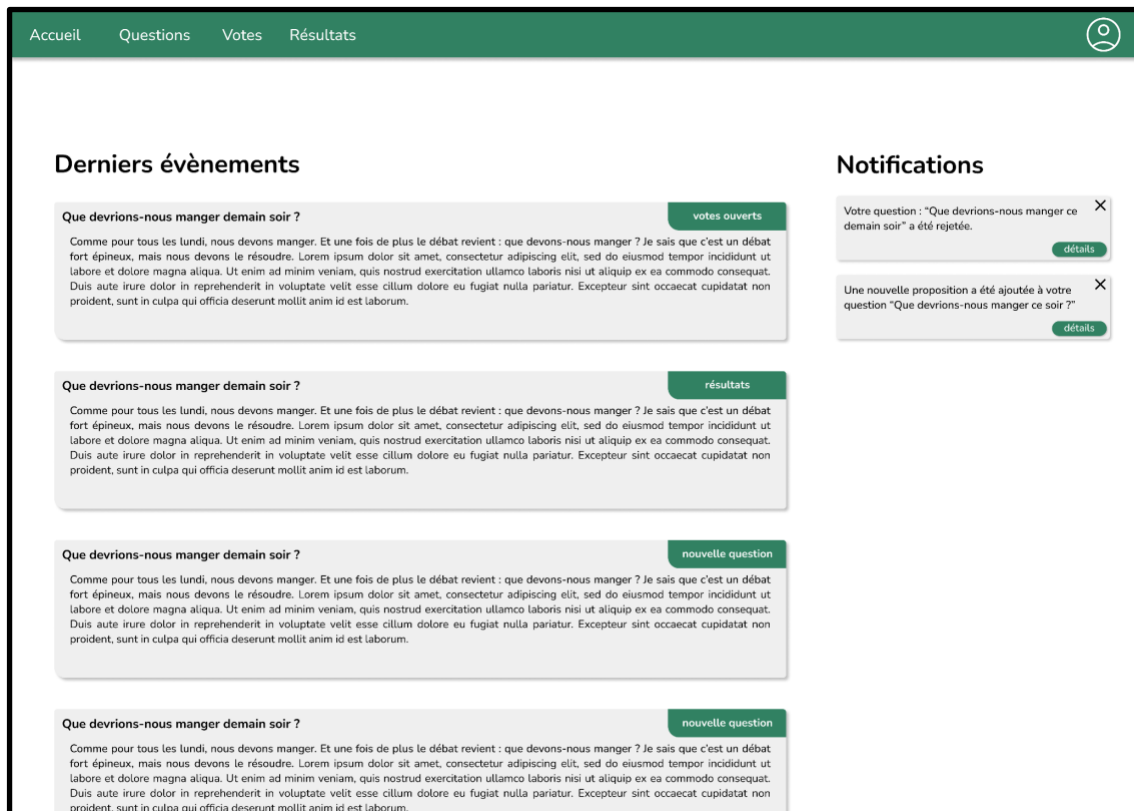 Accueil Questions Votes Résultats
Derniers évènements
Que devrions-nous manger demain soir ?
votes ouverts
Comme pour tous les lundi, nous devons manger. Et une fois de plus le débat revient : que devons-nous manger ? Je sais que c'est un débat
fort épineux, mais nous devons le résoudre. Lorem ipsum dolor sit amet, consectetur adipiscing elit, sed do eiusmod tempor incididunt ut
labore et dolore magna aliqua. Ut enim ad minim veniam, quis nostrud exercitation ullamco laboris nisi ut aliquip ex ea commodo consequat.
Duis aute irure dolor in reprehenderit in voluptate velit esse cillum dolore eu fugiat nulla pariatur. Excepteur sint occaecat cupidatat non
proident, sunt in culpa qui officia deserunt mollit anim id est laborum.
Que devrions-nous manger demain soir ?
résultats
Comme pour tous les lundi, nous devons manger. Et une fois de plus le débat revient : que devons-nous manger ? Je sais que c'est un débat
fort épineux, mais nous devons le résoudre. Lorem ipsum dolor sit amet, consectetur adipiscing elit, sed do eiusmod tempor incididunt ut
labore et dolore magna aliqua. Ut enim ad minim veniam, quis nostrud exercitation ullamco laboris nisi ut aliquip ex ea commodo consequat.
Duis aute irure dolor in reprehenderit in voluptate velit esse cillum dolore eu fugiat nulla pariatur. Excepteur sint occaecat cupidatat non
proident, sunt in culpa qui officia deserunt mollit anim id est laborum.
Que devrions-nous manger demain soir ?
nouvelle question
Comme pour tous les lundi, nous devons manger. Et une fois de plus le débat revient : que devons-nous manger ? Je sais que c'est un débat
fort épineux, mais nous devons le résoudre. Lorem ipsum dolor sit amet, consectetur adipiscing elit, sed do eiusmod tempor incididunt ut
labore et dolore magna aliqua. Ut enim ad minim veniam, quis nostrud exercitation ullamco laboris nisi ut aliquip ex ea commodo consequat.
Duis aute irure dolor in reprehenderit in voluptate velit esse cillum dolore eu fugiat nulla pariatur. Excepteur sint occaecat cupidatat non
proident, sunt in culpa qui officia deserunt mollit anim id est laborum.
Que devrions-nous manger demain soir ?
nouvelle question
Comme pour tous les lundi, nous devons manger. Et une fois de plus le débat revient : que devons-nous manger ? Je sais que c'est un débat
fort épineux, mais nous devons le résoudre. Lorem ipsum dolor sit amet, consectetur adipiscing elit, sed do eiusmod tempor incididunt ut
labore et dolore magna aliqua. Ut enim ad minim veniam, quis nostrud exercitation ullamco laboris nisi ut aliquip ex ea commodo consequat.
Duis aute irure dolor in reprehenderit in voluptate velit esse cillum dolore eu fugiat nulla pariatur. Excepteur sint occaecat cupidatat non
proident, sunt in culpa qui officia deserunt mollit anim id est laborum.
Notifications
Votre question : “Que devrions-nous manger ce
demain soir” a été rejetée.
détails
Une nouvelle proposition a été ajoutée à votre
question “Que devrions-nous manger ce soir ?”
détails